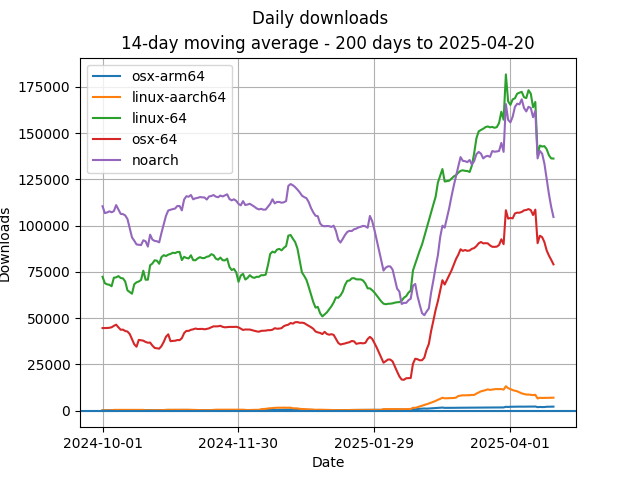 Daily downloads
14-day moving average - 200 days to 2025-04-20
osx-arm64
linux-aarch64
linux-64
osx-64
noarch
175000
150000
125000
100000
75000
50000
25000
0
Downloads
2024-10-01 2024-11-30 2025-01-29 2025-04-01
Date